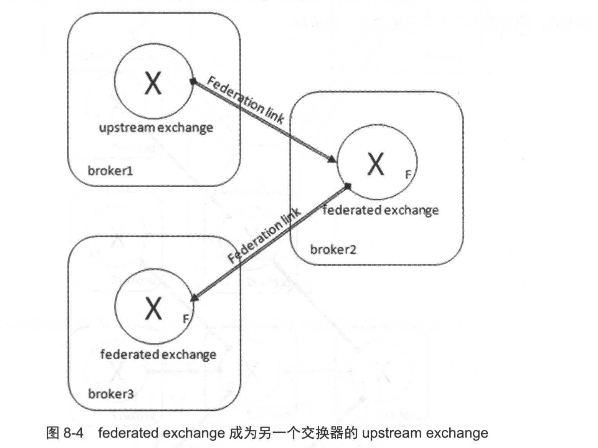 X
upstream exchange
broker1
Federation link
X
F
federated exchange
broker2
Federation link
X
F
federated exchange
broker3
图 8-4 federated exchange 成为另一个交换器的 upstream exchange